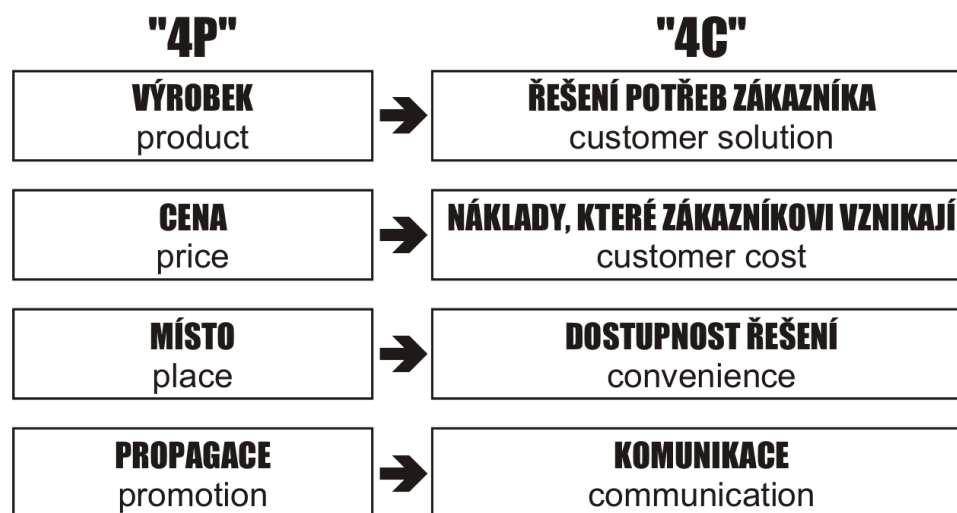 "4P"
"4C"
VÝROBEK
product
ŘEŠENÍ POTŘEB ZÁKAZNÍKA
customer solution
CENA
price
NÁKLADY, KTERÉ ZÁKAZNÍKOVI VZNIKAJÍ
customer cost
MÍSTO
place
DOSTUPNOST ŘEŠENÍ
convenience
PROPAGACE
promotion
KOMUNIKACE
communication